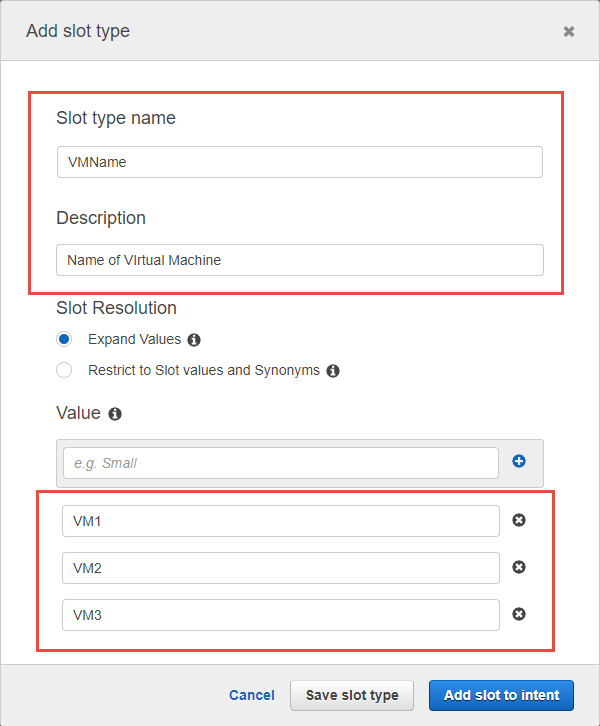 Add slot type
Slot type name
VMName
Description
Name of VIrtual Machine
Slot Resolution
Expand Values
Restrict to Slot values and Synonyms
Value
e.g. Small
VM1
VM2
VM3
Cancel Save slot type Add slot to intent